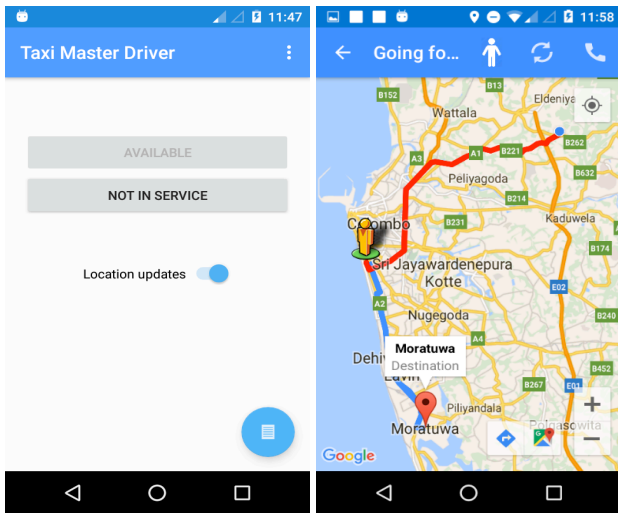 11:47
Taxi Master Driver
AVAILABLE
NOT IN SERVICE
Location updates
11:58
Going fo...
B13
B152
Eldeniya
Wattala
A1
B221
B262
A3
Peliyagoda
B632
B214
Colombo
B231
Kaduwela
B174
Sri Jayawardenepura
Kotte
E02
A2
Nugegoda
B240
A4
Moratuwa
Destination
Dehi
Lavin
B452
B267
E01
Piliyandala
Moratuwa
Polgasowita
Google